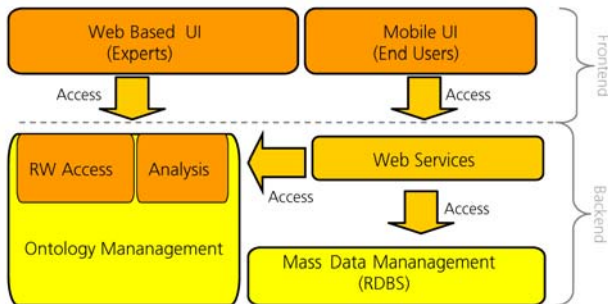 Web Based UI
(Experts)
Mobile UI
(End Users)
Access
Access
Frontend
RW Access
Analysis
Web Services
Access
Access
Ontology Mananagement
Mass Data Mananagement
(RDBS)
Backend